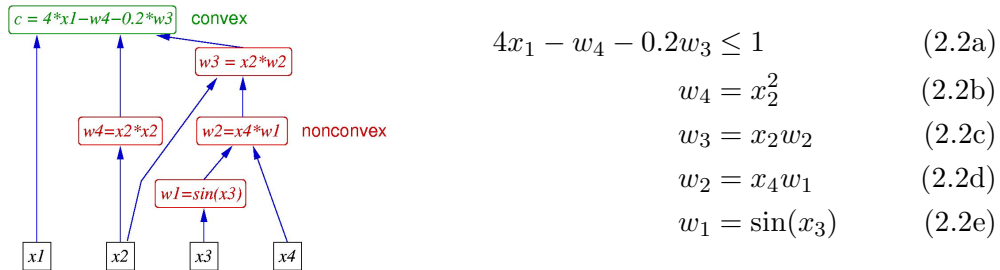 c = 4*x1-w4-0.2*w3 convex
w3 = x2*w2
w4=x2*x2 w2=x4*w1 nonconvex
w1=sin(x3)
x1 x2 x3 x4
4x₁ − w₄ − 0.2w₃ ≤ 1 (2.2a)
w₄ = x₂² (2.2b)
w₃ = x₂w₂ (2.2c)
w₂ = x₄w₁ (2.2d)
w₁ = sin(x₃) (2.2e)